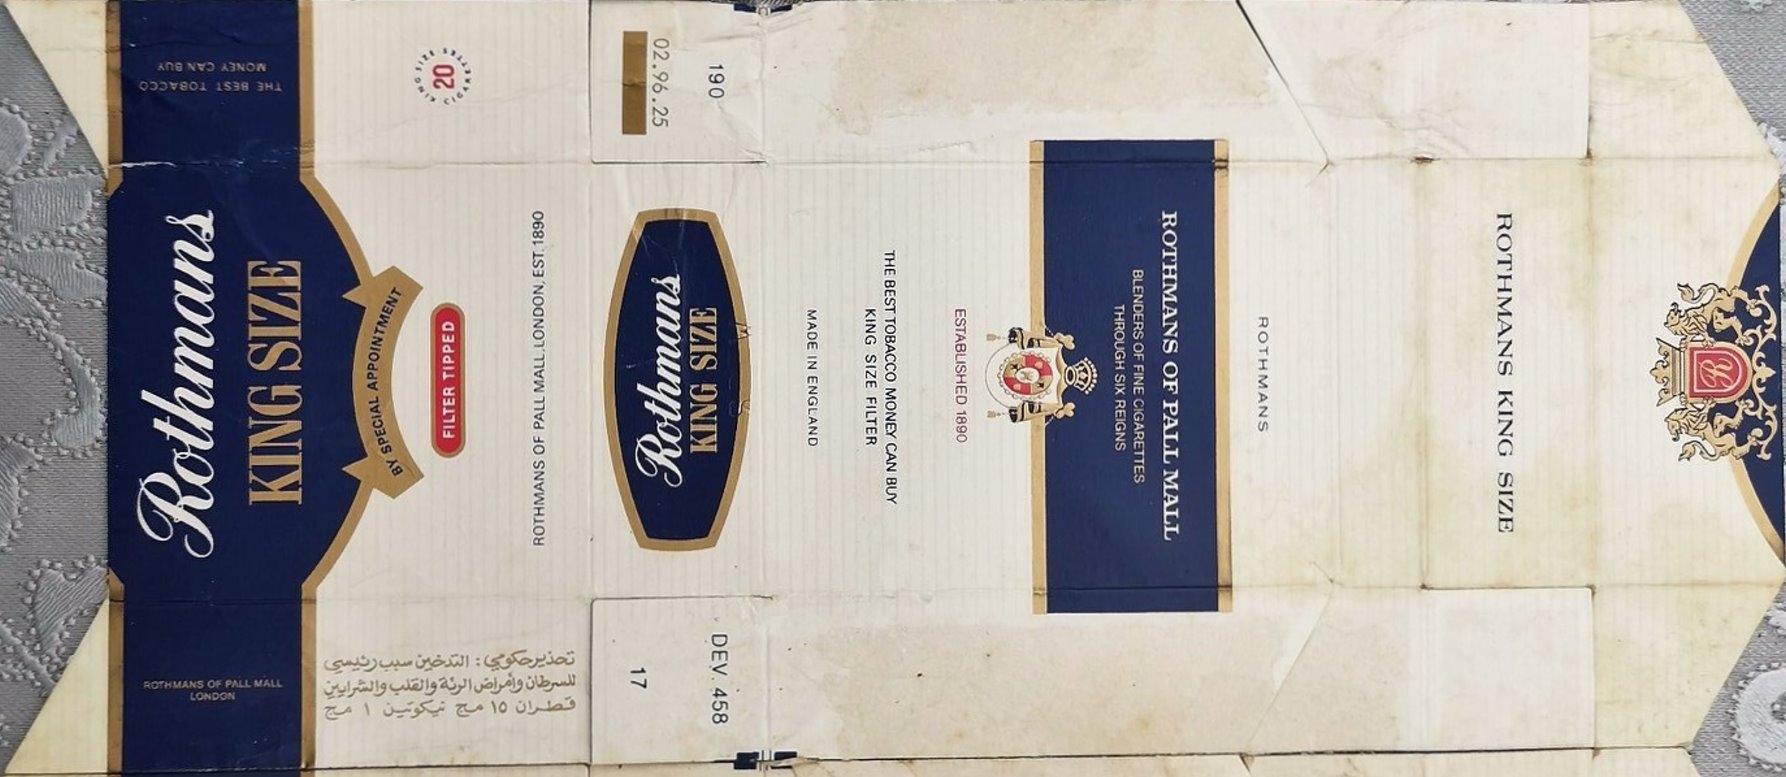 THE BEST TOBACCO
MONEY CAN BUY
Rothmans
KING SIZE
BY SPECIAL APPOINTMENT
FILTER TIPPED
ROTHMANS OF PALL MALL
LONDON
KING SIZE CIGARETTES
20
ROTHMANS OF PALL MALL, LONDON, EST. 1890
تحذير حكومي: التدخين سبب رئيسي
للسرطان وأمراض الرئة والقلب والشرايين
قطران ١٥ مج نيكوتين ١ مج
02.96.25
190
Rothmans
KING SIZE
17
DEV. 458
MADE IN ENGLAND
THE BEST TOBACCO MONEY CAN BUY
KING SIZE FILTER
ESTABLISHED 1890
ROTHMANS OF PALL MALL
BLENDERS OF FINE CIGARETTES
THROUGH SIX REIGNS
ROTHMANS
ROTHMANS KING SIZE
R